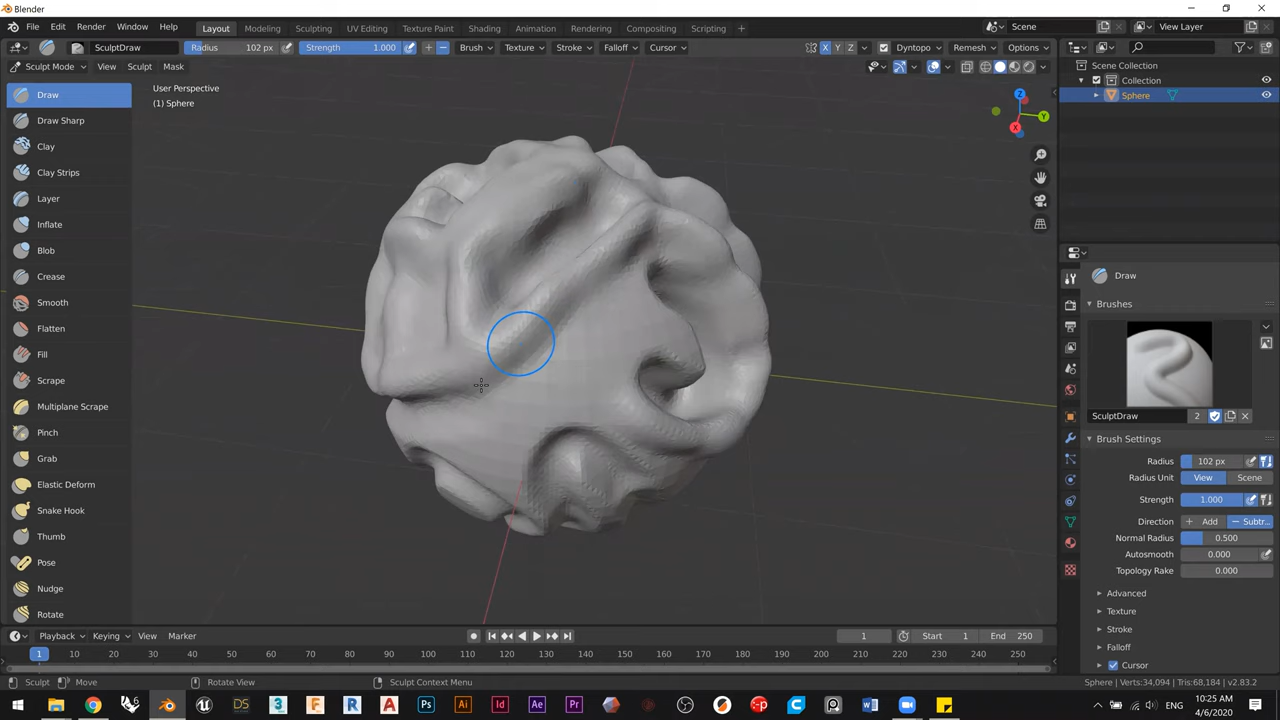 Blender
File Edit Render Window Help Layout Modeling Sculpting UV Editing Texture Paint Shading Animation Rendering Compositing Scripting Scene View Layer
SculptDraw Radius 102 px Strength 1.000 Brush Texture Stroke Falloff Cursor X Y Z Dyntopo Remesh Options
Sculpt Mode View Sculpt Mask
Scene Collection
Collection
Sphere
User Perspective
(1) Sphere
Z
Y
X
Draw
Draw Sharp
Clay
Clay Strips
Layer
Inflate
Blob
Crease
Smooth
Flatten
Fill
Scrape
Multiplane Scrape
Pinch
Grab
Elastic Deform
Snake Hook
Thumb
Pose
Nudge
Rotate
Draw
Brushes
SculptDraw 2
Brush Settings
Radius 102 px
Radius Unit View Scene
Strength 1.000
Direction + Add − Subtr...
Normal Radius 0.500
Autosmooth 0.000
Topology Rake 0.000
Advanced
Texture
Stroke
Falloff
Cursor
Playback Keying View Marker 1 Start 1 End 250
1 10 20 30 40 50 60 70 80 90 100 110 120 130 140 150 160 170 180 190 200 210 220 230 240 250
Sculpt Move Rotate View Sculpt Context Menu Sphere | Verts:34,094 | Tris:68,184 | v2.83.2
DS 3 F R A Ps Ai Id Ae Pr 10:25 AM
4/6/2020